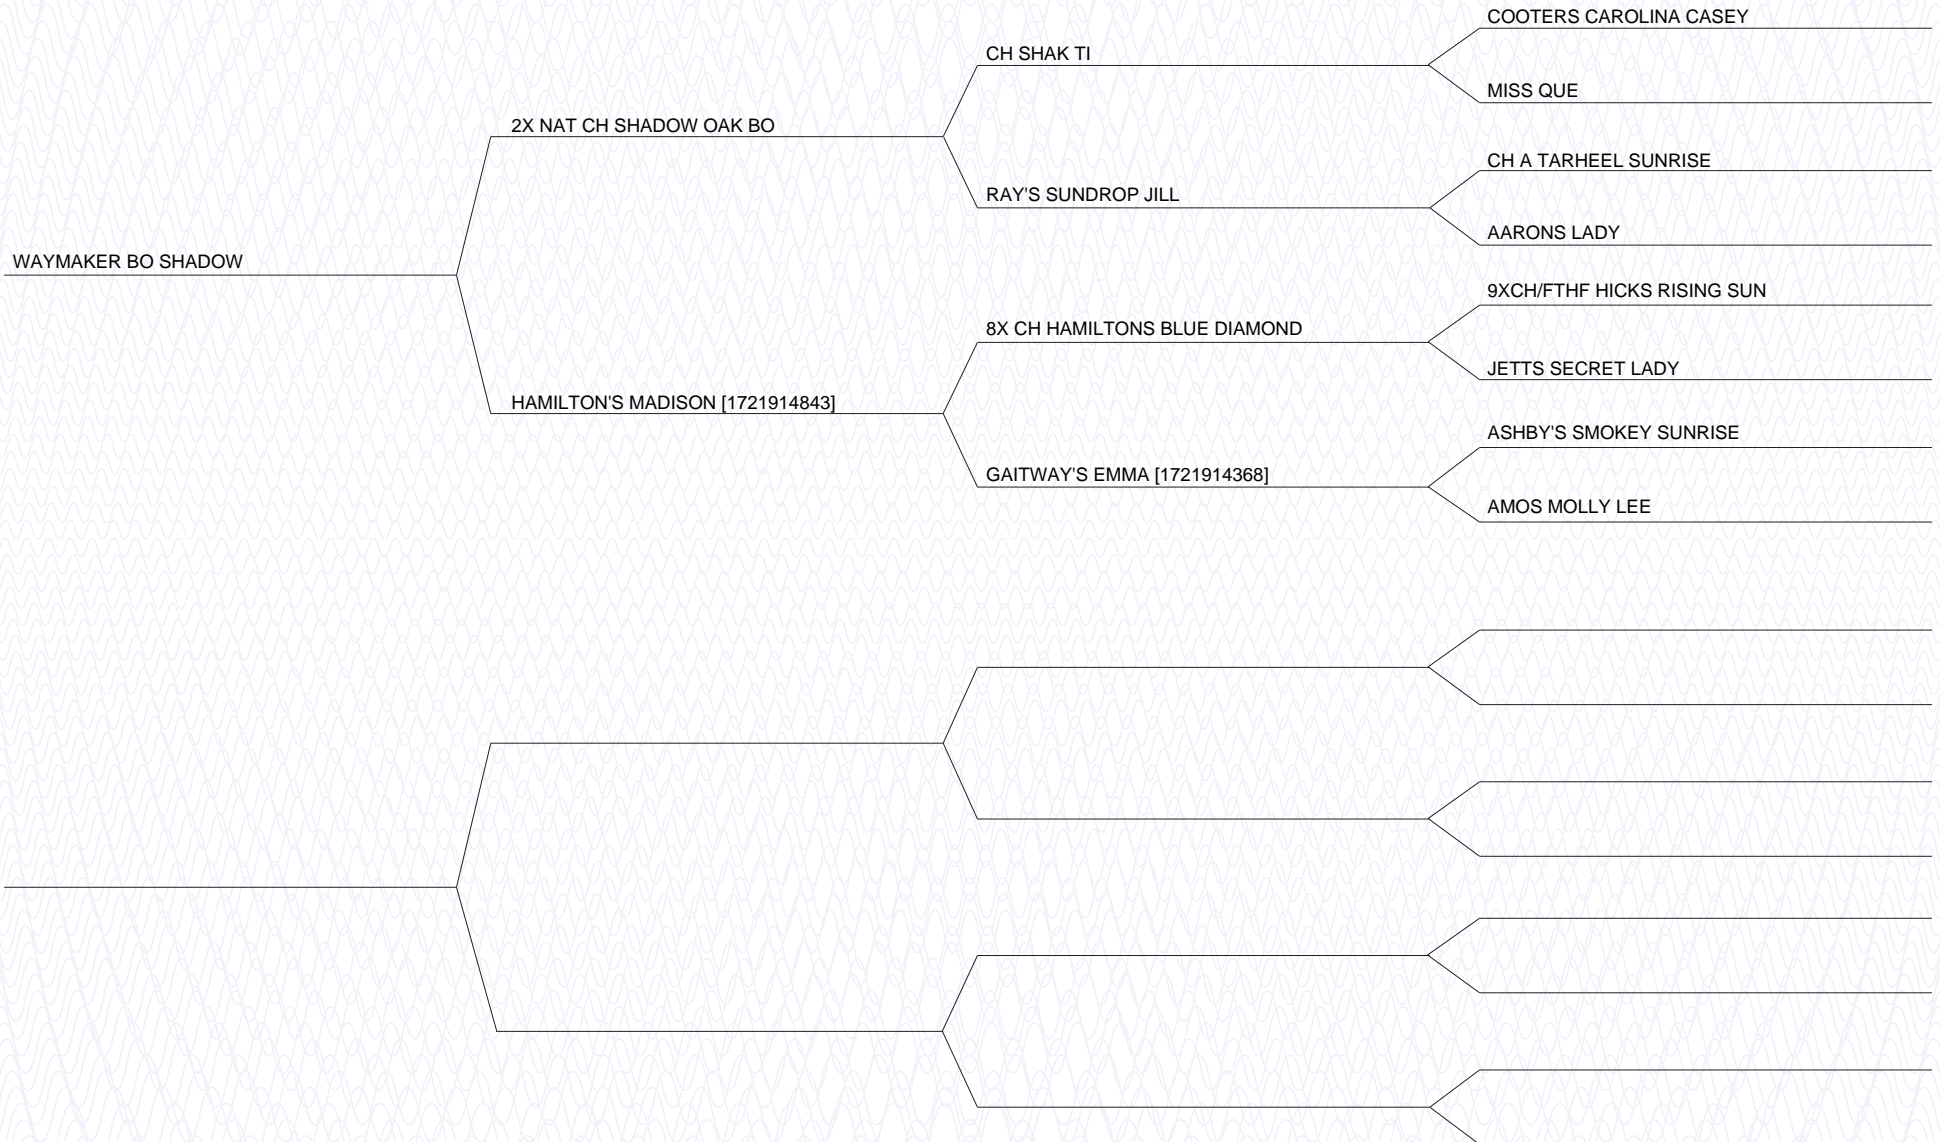 COOTERS CAROLINA CASEY
CH SHAK TI
MISS QUE
2X NAT CH SHADOW OAK BO
CH A TARHEEL SUNRISE
RAY'S SUNDROP JILL
AARONS LADY
WAYMAKER BO SHADOW
9XCH/FTHF HICKS RISING SUN
8X CH HAMILTONS BLUE DIAMOND
JETTS SECRET LADY
HAMILTON'S MADISON [1721914843]
ASHBY'S SMOKEY SUNRISE
GAITWAY'S EMMA [1721914368]
AMOS MOLLY LEE